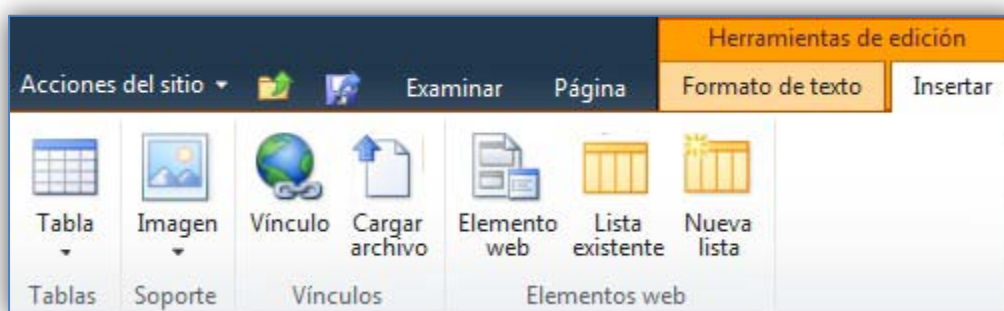 Herramientas de edición
Acciones del sitio Examinar Página Formato de texto Insertar
Tabla Imagen Vínculo Cargar archivo Elemento web Lista existente Nueva lista
Tablas Soporte Vínculos Elementos web